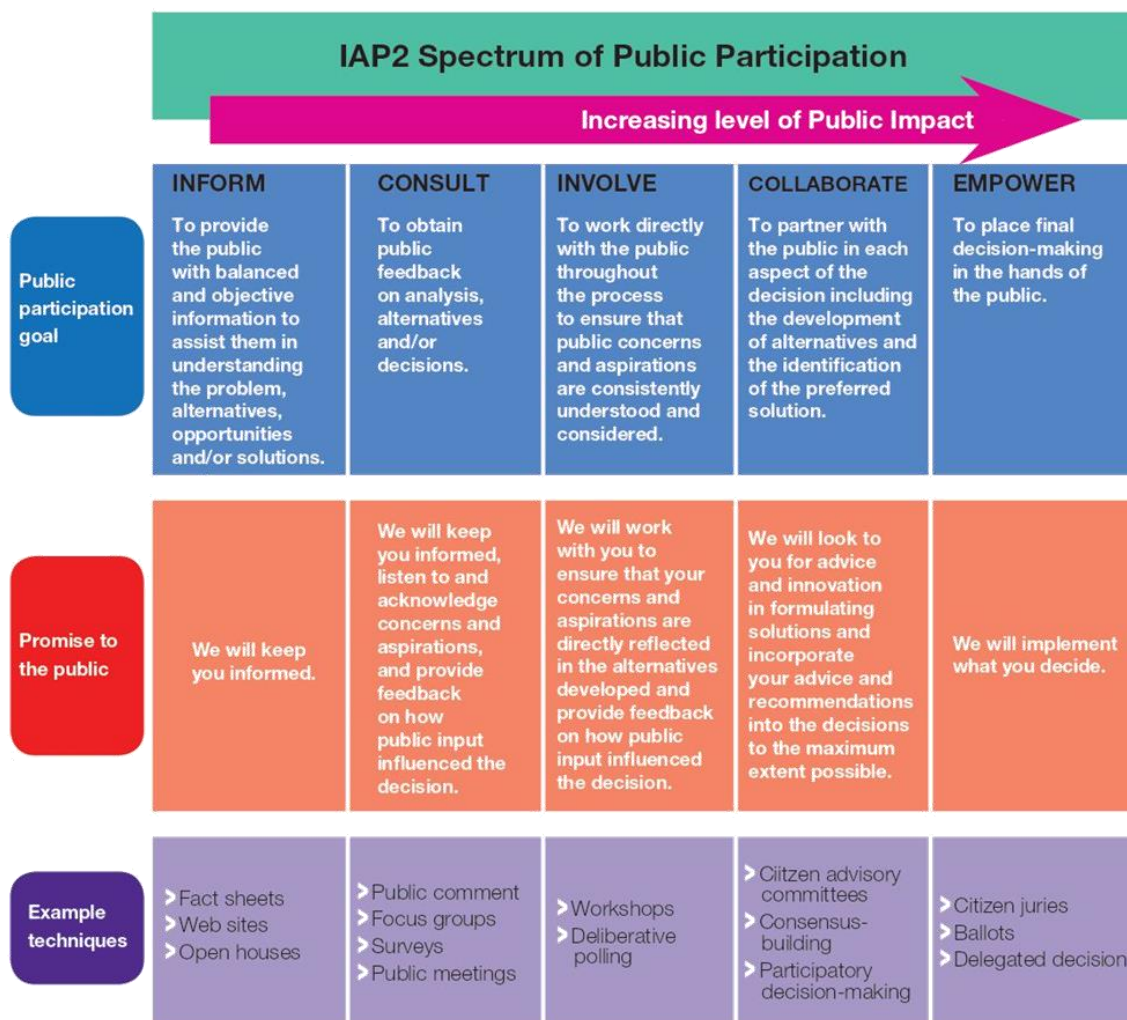 IAP2 Spectrum of Public Participation
Increasing level of Public Impact
Public
participation
goal
INFORM
To provide
the public
with balanced
and objective
information to
assist them in
understanding
the problem,
alternatives,
opportunities
and/or solutions.
CONSULT
To obtain
public
feedback
on analysis,
alternatives
and/or
decisions.
INVOLVE
To work directly
with the public
throughout
the process
to ensure that
public concerns
and aspirations
are consistently
understood and
considered.
COLLABORATE
To partner with
the public in each
aspect of the
decision including
the development
of alternatives and
the identification
of the preferred
solution.
EMPOWER
To place final
decision-making
in the hands of
the public.
Promise to
the public
We will keep
you informed.
We will keep
you informed,
listen to and
acknowledge
concerns and
aspirations,
and provide
feedback
on how
public input
influenced the
decision.
We will work
with you to
ensure that your
concerns and
aspirations are
directly reflected
in the alternatives
developed and
provide feedback
on how public
input influenced
the decision.
We will look to
you for advice
and innovation
in formulating
solutions and
incorporate
your advice and
recommendations
into the decisions
to the maximum
extent possible.
We will implement
what you decide.
Example
techniques
Fact sheets
Web sites
Open houses
Public comment
Focus groups
Surveys
Public meetings
Workshops
Deliberative
polling
Ciitzen advisory
committees
Consensus-
building
Participatory
decision-making
Citizen juries
Ballots
Delegated decision